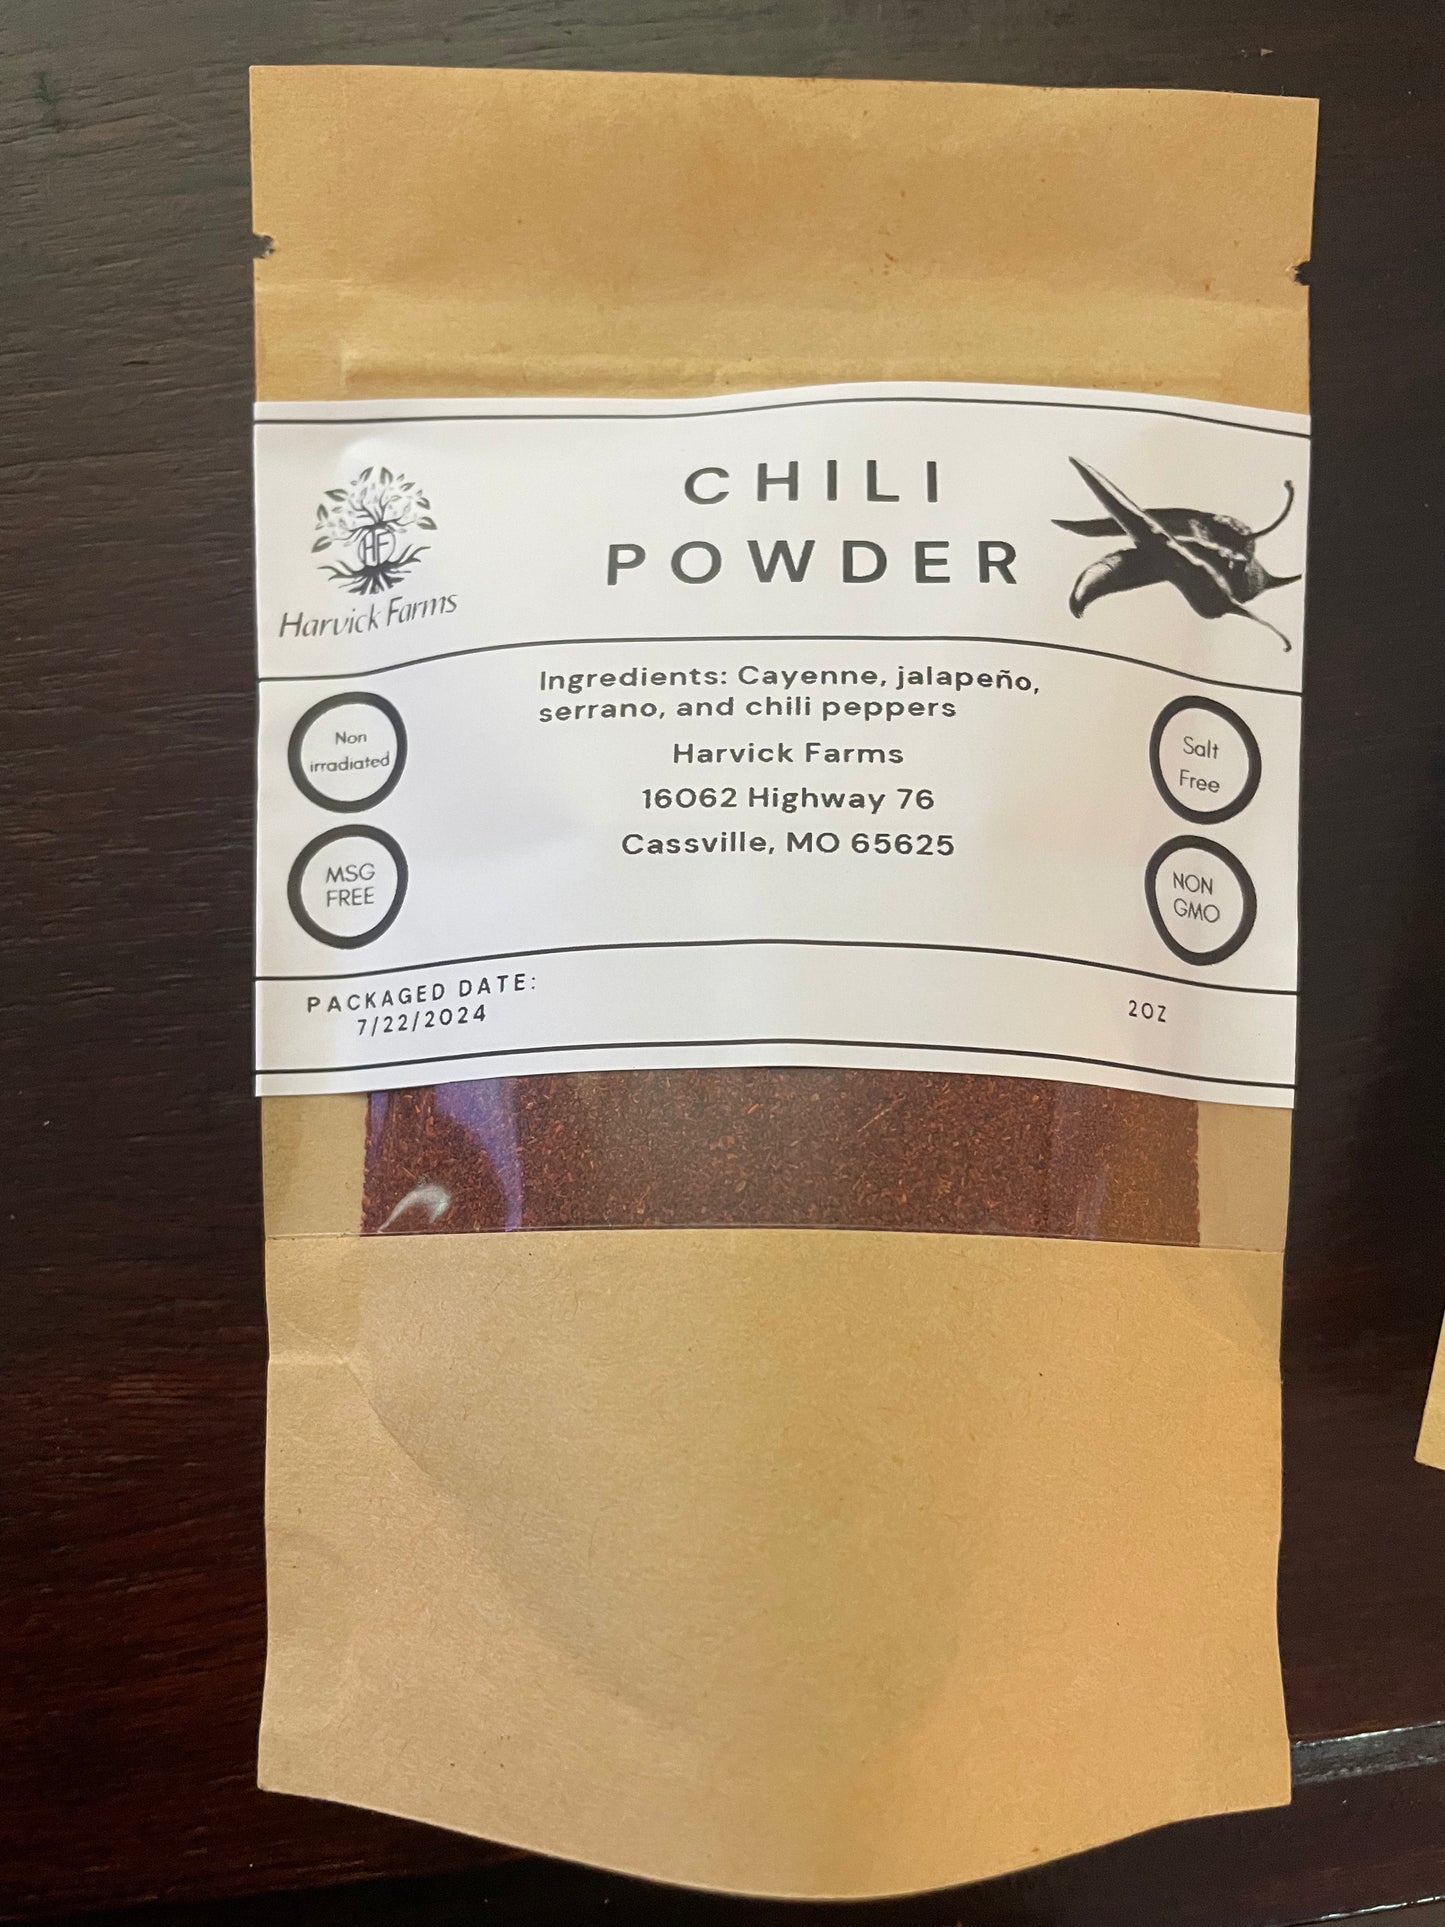 CHILI
POWDER
HF
Harvick Farms
Ingredients: Cayenne, jalapeño,
serrano, and chili peppers
Harvick Farms
16062 Highway 76
Cassville, MO 65625
Non
irradiated
MSG
FREE
Salt
Free
NON
GMO
PACKAGED DATE:
7/22/2024
2OZ